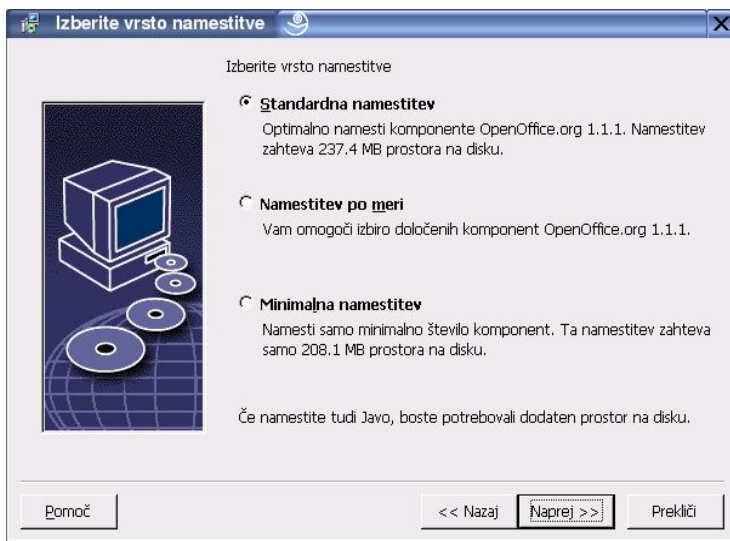 Izberite vrsto namestitve
Izberite vrsto namestitve
Standardna namestitev
Optimalno namesti komponente OpenOffice.org 1.1.1. Namestitev
zahteva 237.4 MB prostora na disku.
Namestitev po meri
Vam omogoči izbiro določenih komponent OpenOffice.org 1.1.1.
Minimalna namestitev
Namesti samo minimalno število komponent. Ta namestitev zahteva
samo 208.1 MB prostora na disku.
Če namestite tudi Javo, boste potrebovali dodaten prostor na disku.
Pomoč
<< Nazaj
Naprej >>
Prekliči